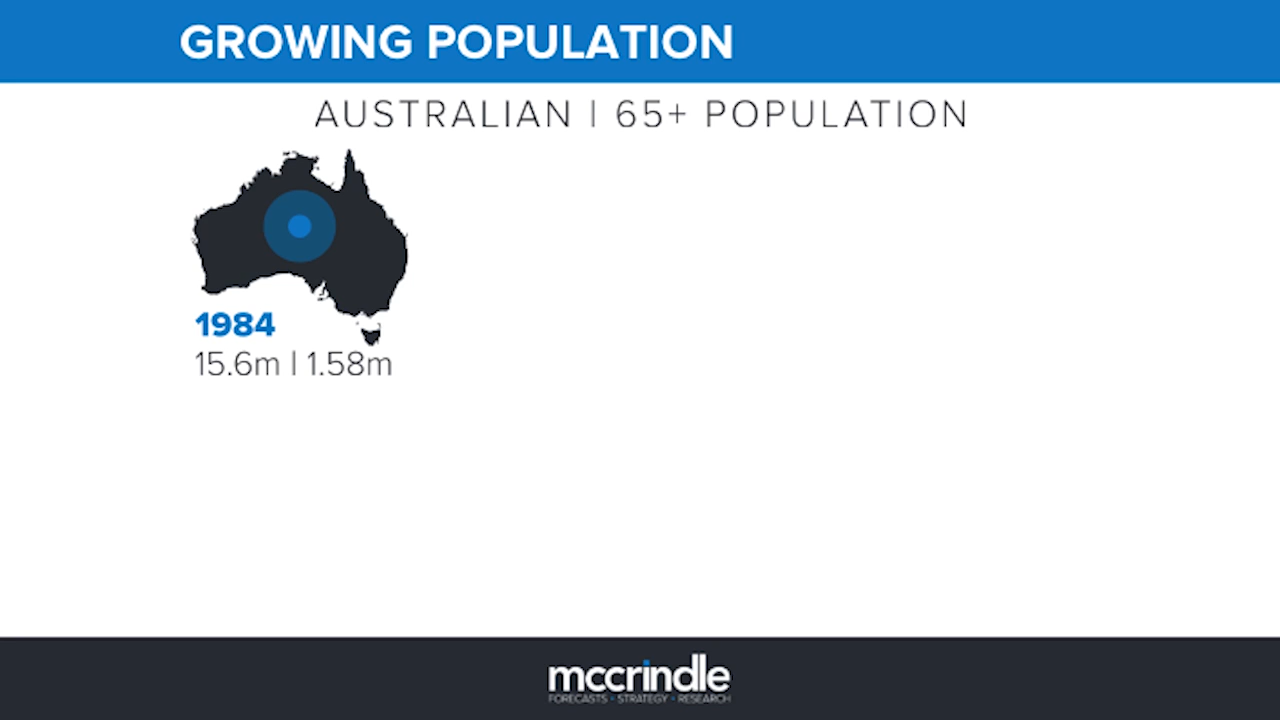 GROWING POPULATION
AUSTRALIAN | 65+ POPULATION
1984
15.6m | 1.58m
mccrindle
FORECASTS · STRATEGY · RESEARCH